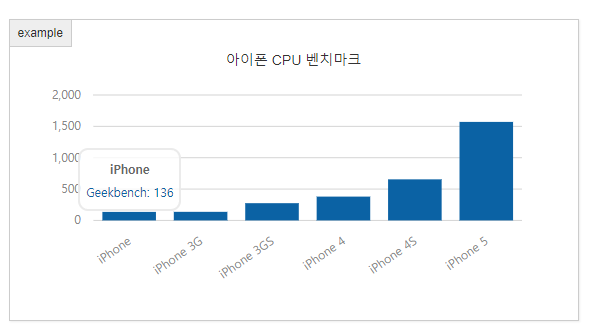 example
아이폰 CPU 벤치마크
2,000
1,500
1,000
500
0
iPhone
Geekbench: 136
iPhone
iPhone 3G
iPhone 3GS
iPhone 4
iPhone 4S
iPhone 5